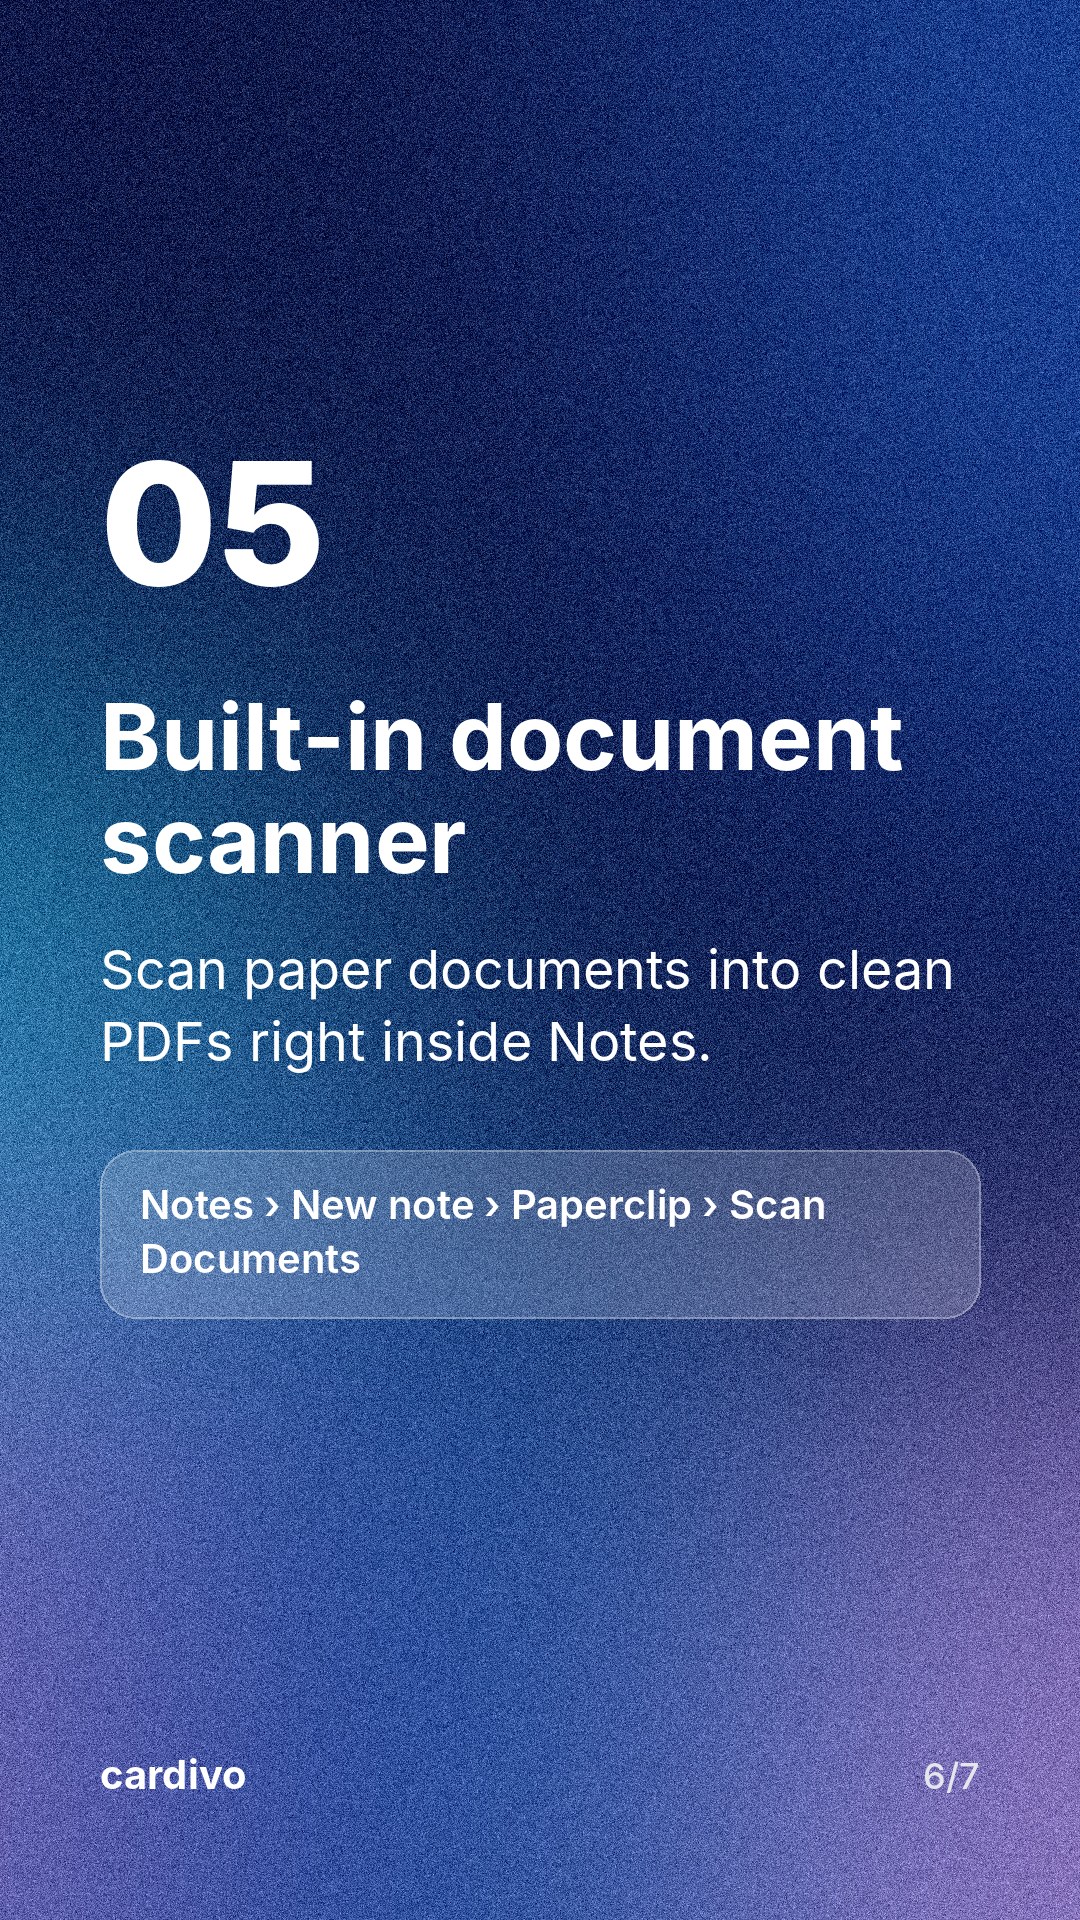 05
Built-in document
scanner
Scan paper documents into clean
PDFs right inside Notes.
Notes › New note › Paperclip › Scan
Documents
cardivo
6/7